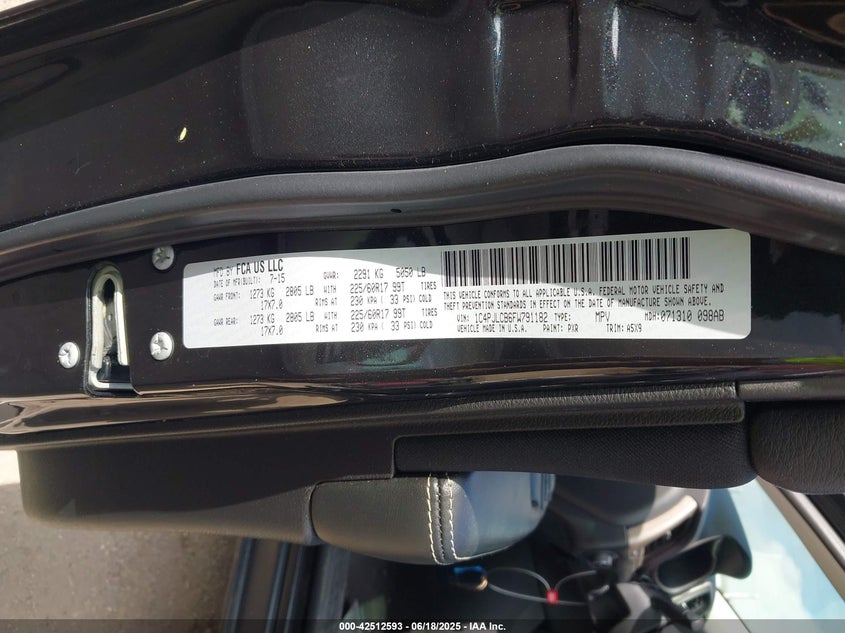 MFD BY FCA US LLC
DATE OF MFR(BUILT): 7-15 GVWR: 2291 KG 5050 LB
GAWR FRONT: 1273 KG 2805 LB WITH 225/60R17 99T TIRES
17X7.0 RIMS AT 230 KPA ( 33 PSI) COLD
GAWR REAR: 1273 KG 2805 LB WITH 225/60R17 99T TIRES
17X7.0 RIMS AT 230 KPA ( 33 PSI) COLD
THIS VEHICLE CONFORMS TO ALL APPLICABLE U.S.A. FEDERAL MOTOR VEHICLE SAFETY AND
THEFT PREVENTION STANDARDS IN EFFECT ON THE DATE OF MANUFACTURE SHOWN ABOVE.
VIN: 1C4PJLCB6FW791182 TYPE: MPV MDH:071310 098AB
MADE IN U.S.A. PAINT: PXR TRIM: A5X9
000-42512593 - 06/18/2025 - IAA Inc.